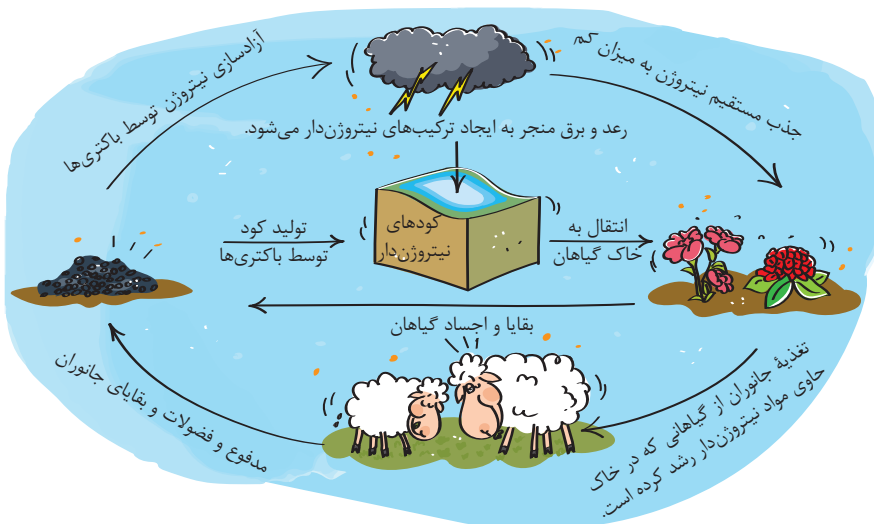 آزادسازی نیتروژن توسط باکتری‌ها
جذب مستقیم نیتروژن به میزان کم
رعد و برق منجر به ایجاد ترکیب‌های نیتروژن‌دار می‌شود.
تولید کود
توسط باکتری‌ها
کودهای
نیتروژن‌دار
انتقال به
خاک گیاهان
بقایا و اجساد گیاهان
تغذیهٔ جانوران از گیاهانی که در خاک
حاوی مواد نیتروژن‌دار رشد کرده است.
مدفوع و فضولات و بقایای جانوران